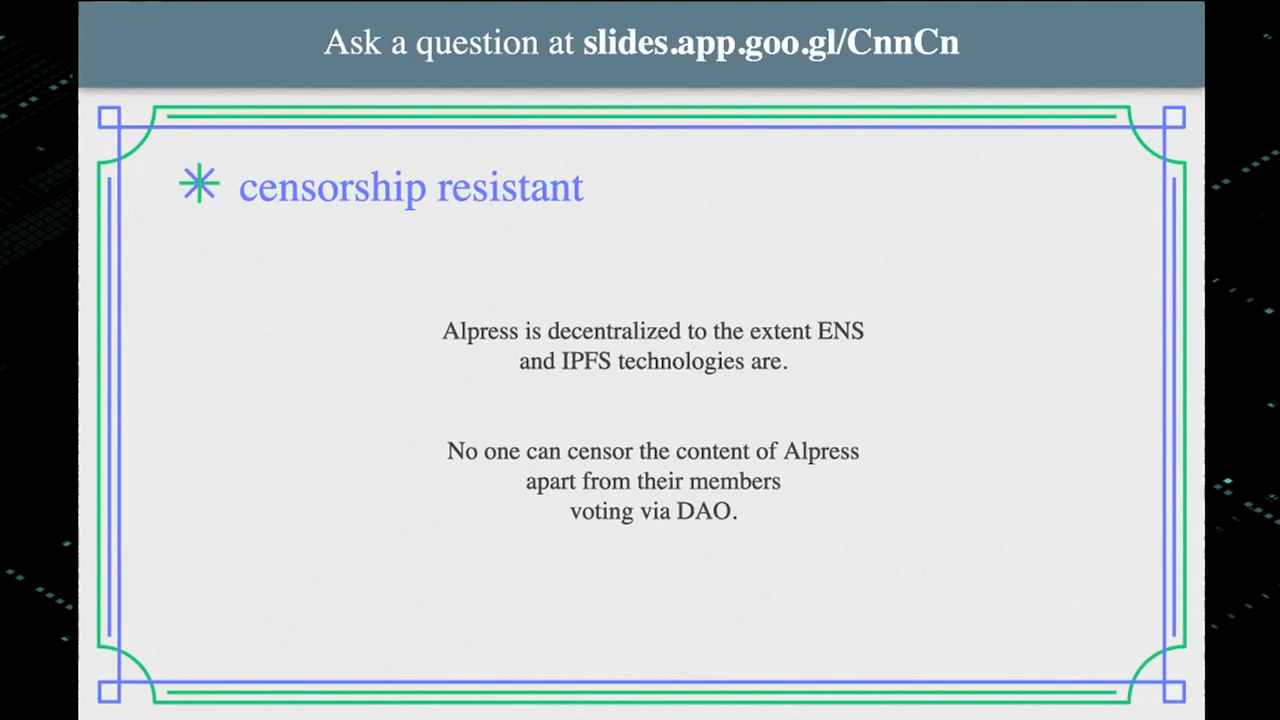 Ask a question at slides.app.goo.gl/CnnCn
censorship resistant
Alpress is decentralized to the extent ENS
and IPFS technologies are.
No one can censor the content of Alpress
apart from their members
voting via DAO.